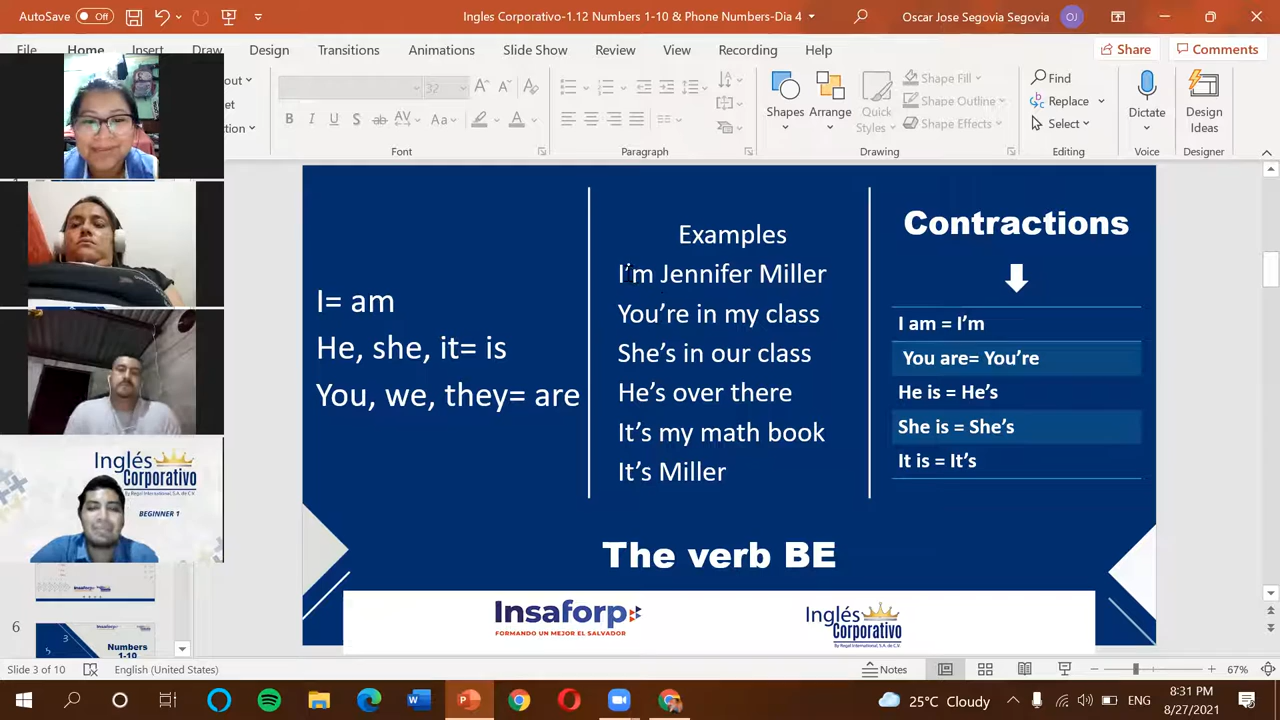 AutoSave Off
Ingles Corporativo-1.12 Numbers 1-10 & Phone Numbers-Dia 4
Oscar Jose Segovia Segovia OJ
File Home Insert Draw Design Transitions Animations Slide Show Review View Recording Help
Share Comments
Shapes Arrange Quick Styles
Shape Fill
Shape Outline
Shape Effects
Find
Replace
Select
Dictate
Design Ideas
Font Paragraph Drawing Editing Voice Designer
I= am
He, she, it= is
You, we, they= are
Examples
I'm Jennifer Miller
You're in my class
She's in our class
He's over there
It's my math book
It's Miller
Contractions
I am = I'm
You are= You're
He is = He's
She is = She's
It is = It's
The verb BE
Insaforp
FORMANDO UN MEJOR EL SALVADOR
Inglés
Corporativo
Inglés
Corporativo
By Regal International, S.A. de C.V.
BEGINNER 1
6
Numbers
1-10
Slide 3 of 10 English (United States)
Notes
67%
25°C Cloudy
ENG
8:31 PM
8/27/2021